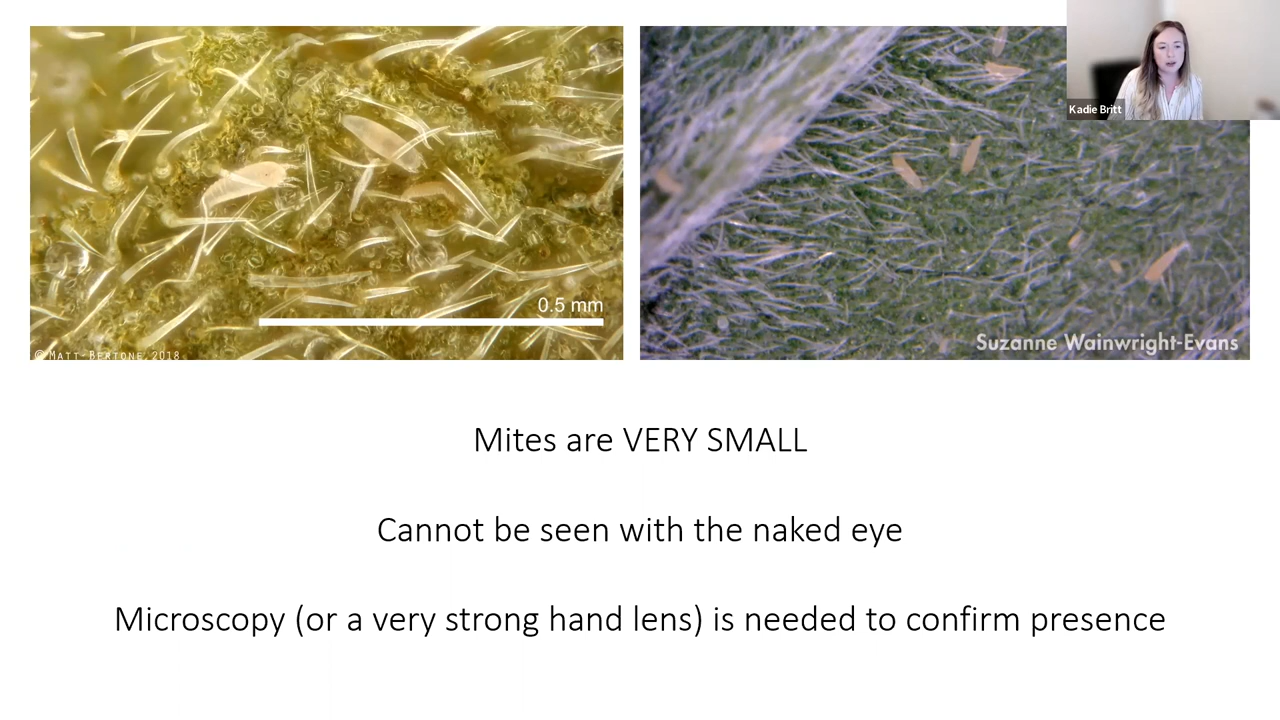 Kadie Britt
0.5 mm
© MATT BERTONE 2018
Suzanne Wainwright-Evans
Mites are VERY SMALL
Cannot be seen with the naked eye
Microscopy (or a very strong hand lens) is needed to confirm presence